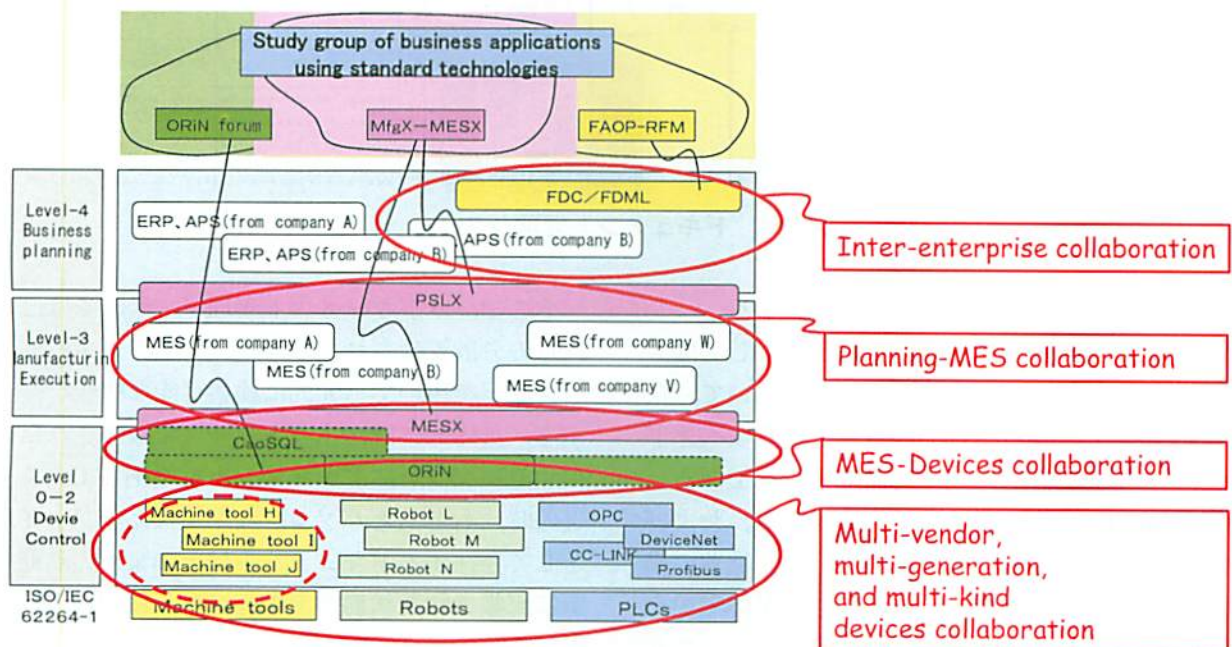 Study group of business applications
using standard technologies
ORiN forum
MfgX－MESX
FAOP-RFM
Level-4
Business
planning
FDC／FDML
ERP、APS(from company A)
APS(from company B)
ERP、APS(from company B)
Inter-enterprise collaboration
PSLX
Level-3
anufacturin
Execution
MES(from company A)
MES(from company W)
MES(from company B)
MES(from company V)
Planning-MES collaboration
MESX
CaoSQL
ORiN
MES-Devices collaboration
Level
0－2
Devie
Control
Machine tool H
Machine tool I
Machine tool J
Robot L
Robot M
Robot N
OPC
DeviceNet
CC-LINK
Profibus
Multi-vendor,
multi-generation,
and multi-kind
devices collaboration
ISO/IEC
62264-1
Machine tools
Robots
PLCs